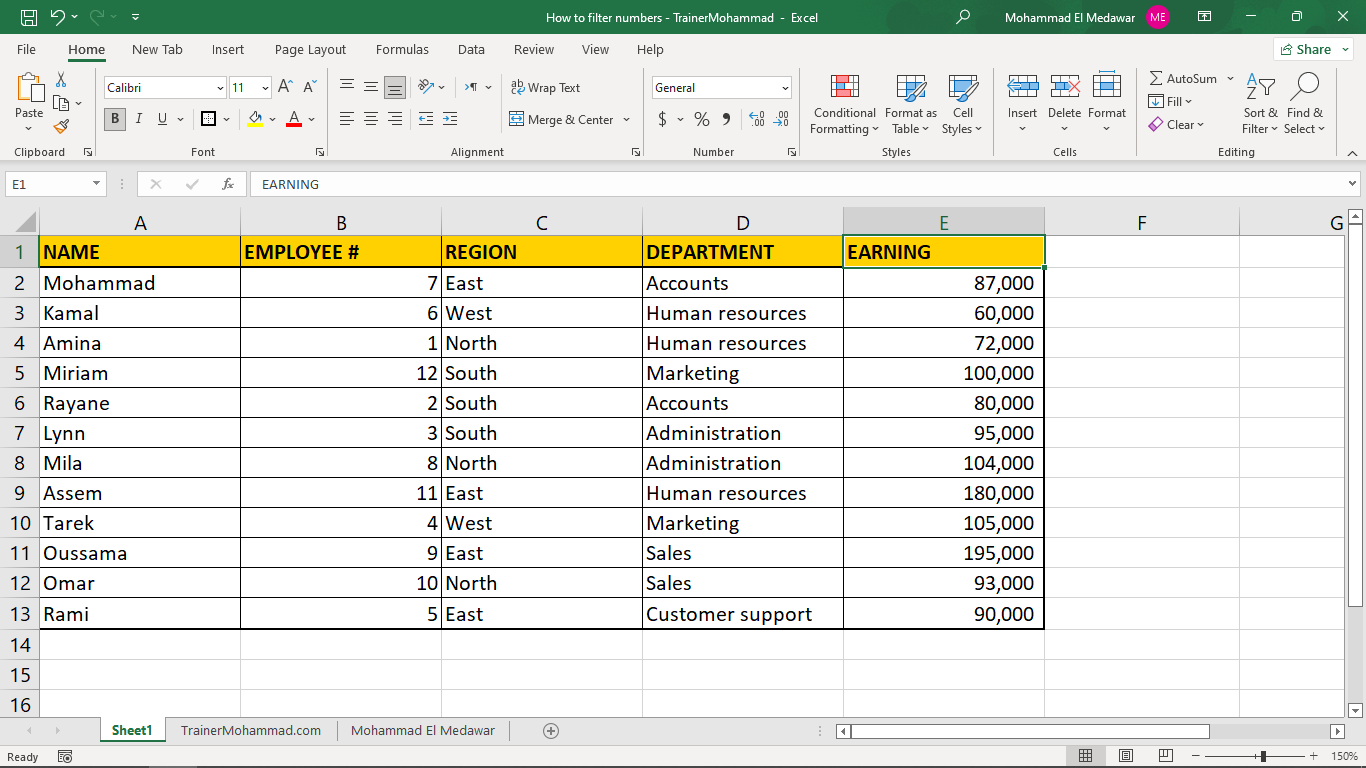 How to filter numbers - TrainerMohammad - Excel
Mohammad El Medawar ME
File Home New Tab Insert Page Layout Formulas Data Review View Help Share
Paste
Clipboard
Calibri 11
B I U A A A
Font
ab Wrap Text
Merge & Center
Alignment
General
$ % 9
Number
Conditional Formatting
Format as Table
Cell Styles
Styles
Insert Delete Format
Cells
AutoSum
Fill
Clear
Sort & Filter
Find & Select
Editing
E1 fx EARNING
A B C D E F G
1 NAME EMPLOYEE # REGION DEPARTMENT EARNING
2 Mohammad 7 East Accounts 87,000
3 Kamal 6 West Human resources 60,000
4 Amina 1 North Human resources 72,000
5 Miriam 12 South Marketing 100,000
6 Rayane 2 South Accounts 80,000
7 Lynn 3 South Administration 95,000
8 Mila 8 North Administration 104,000
9 Assem 11 East Human resources 180,000
10 Tarek 4 West Marketing 105,000
11 Oussama 9 East Sales 195,000
12 Omar 10 North Sales 93,000
13 Rami 5 East Customer support 90,000
14
15
16
Sheet1 TrainerMohammad.com Mohammad El Medawar
Ready 150%